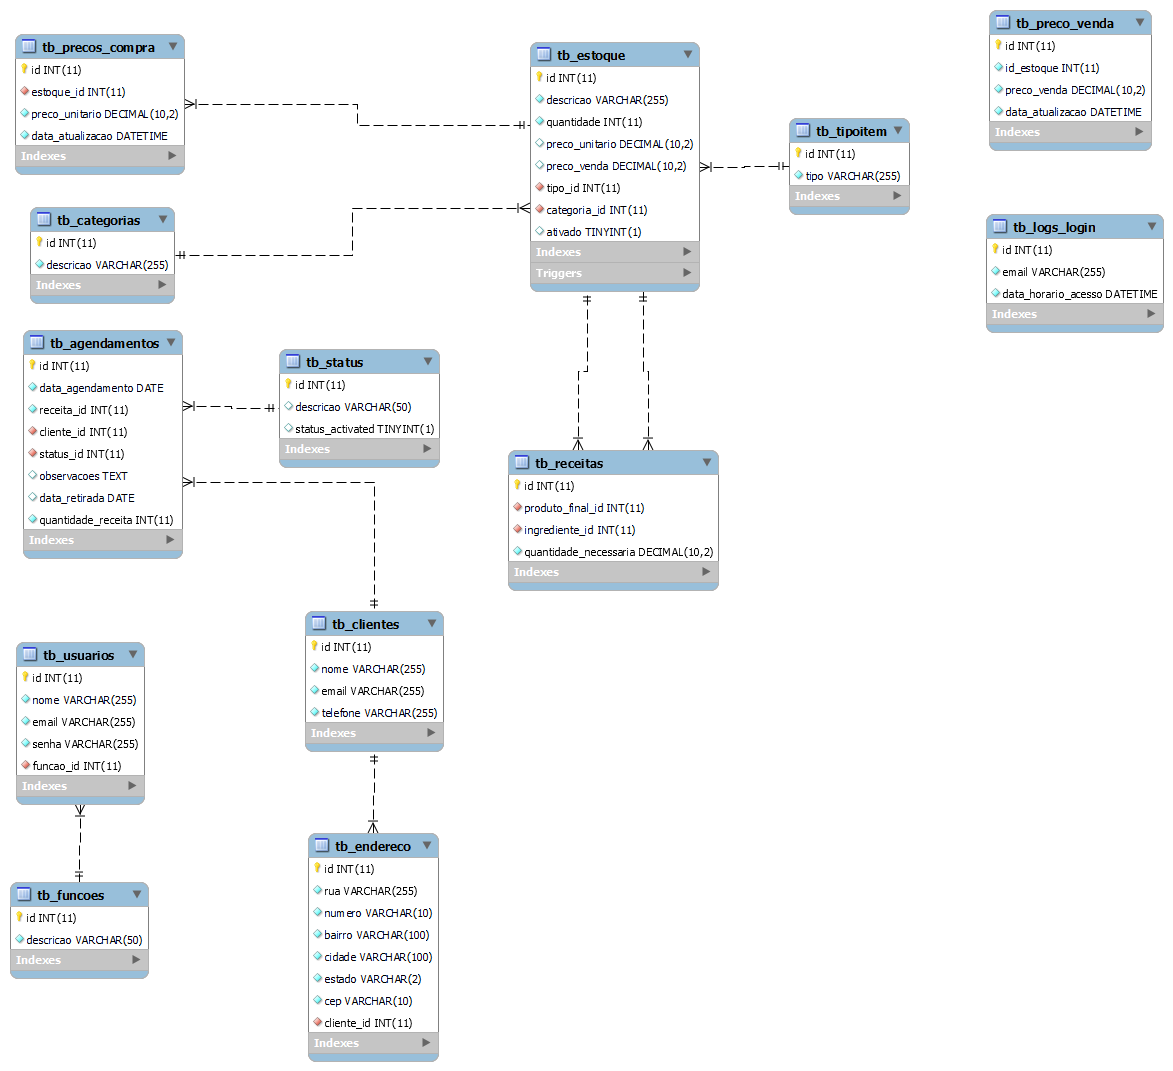 tb_precos_compra
id INT(11)
estoque_id INT(11)
preco_unitario DECIMAL(10,2)
data_atualizacao DATETIME
Indexes
tb_categorias
id INT(11)
descricao VARCHAR(255)
Indexes
tb_estoque
id INT(11)
descricao VARCHAR(255)
quantidade INT(11)
preco_unitario DECIMAL(10,2)
preco_venda DECIMAL(10,2)
tipo_id INT(11)
categoria_id INT(11)
ativado TINYINT(1)
Indexes
Triggers
tb_tipoitem
id INT(11)
tipo VARCHAR(255)
Indexes
tb_preco_venda
id INT(11)
id_estoque INT(11)
preco_venda DECIMAL(10,2)
data_atualizacao DATETIME
Indexes
tb_logs_login
id INT(11)
email VARCHAR(255)
data_horario_acesso DATETIME
Indexes
tb_agendamentos
id INT(11)
data_agendamento DATE
receita_id INT(11)
cliente_id INT(11)
status_id INT(11)
observacoes TEXT
data_retirada DATE
quantidade_receita INT(11)
Indexes
tb_status
id INT(11)
descricao VARCHAR(50)
status_activated TINYINT(1)
Indexes
tb_receitas
id INT(11)
produto_final_id INT(11)
ingrediente_id INT(11)
quantidade_necessaria DECIMAL(10,2)
Indexes
tb_clientes
id INT(11)
nome VARCHAR(255)
email VARCHAR(255)
telefone VARCHAR(255)
Indexes
tb_usuarios
id INT(11)
nome VARCHAR(255)
email VARCHAR(255)
senha VARCHAR(255)
funcao_id INT(11)
Indexes
tb_funcoes
id INT(11)
descricao VARCHAR(50)
Indexes
tb_endereco
id INT(11)
rua VARCHAR(255)
numero VARCHAR(10)
bairro VARCHAR(100)
cidade VARCHAR(100)
estado VARCHAR(2)
cep VARCHAR(10)
cliente_id INT(11)
Indexes